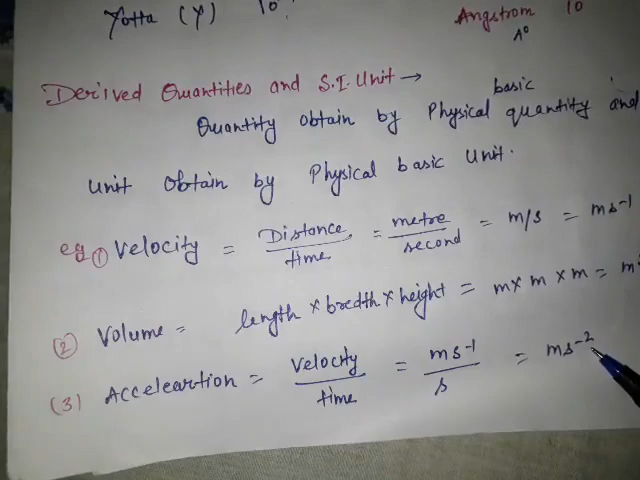 Yotta (Y) 10
Angstrom 10
A°
Derived Quantities and S.I. Unit →
basic
Quantity obtain by Physical quantity and
Unit obtain by Physical basic Unit.
eg ① Velocity = Distance/time = metre/second = m/s = ms⁻¹
② Volume = length × bredth × height = m × m × m = m
(3) Acceleartion = Velocity/time = ms⁻¹/s = ms⁻²